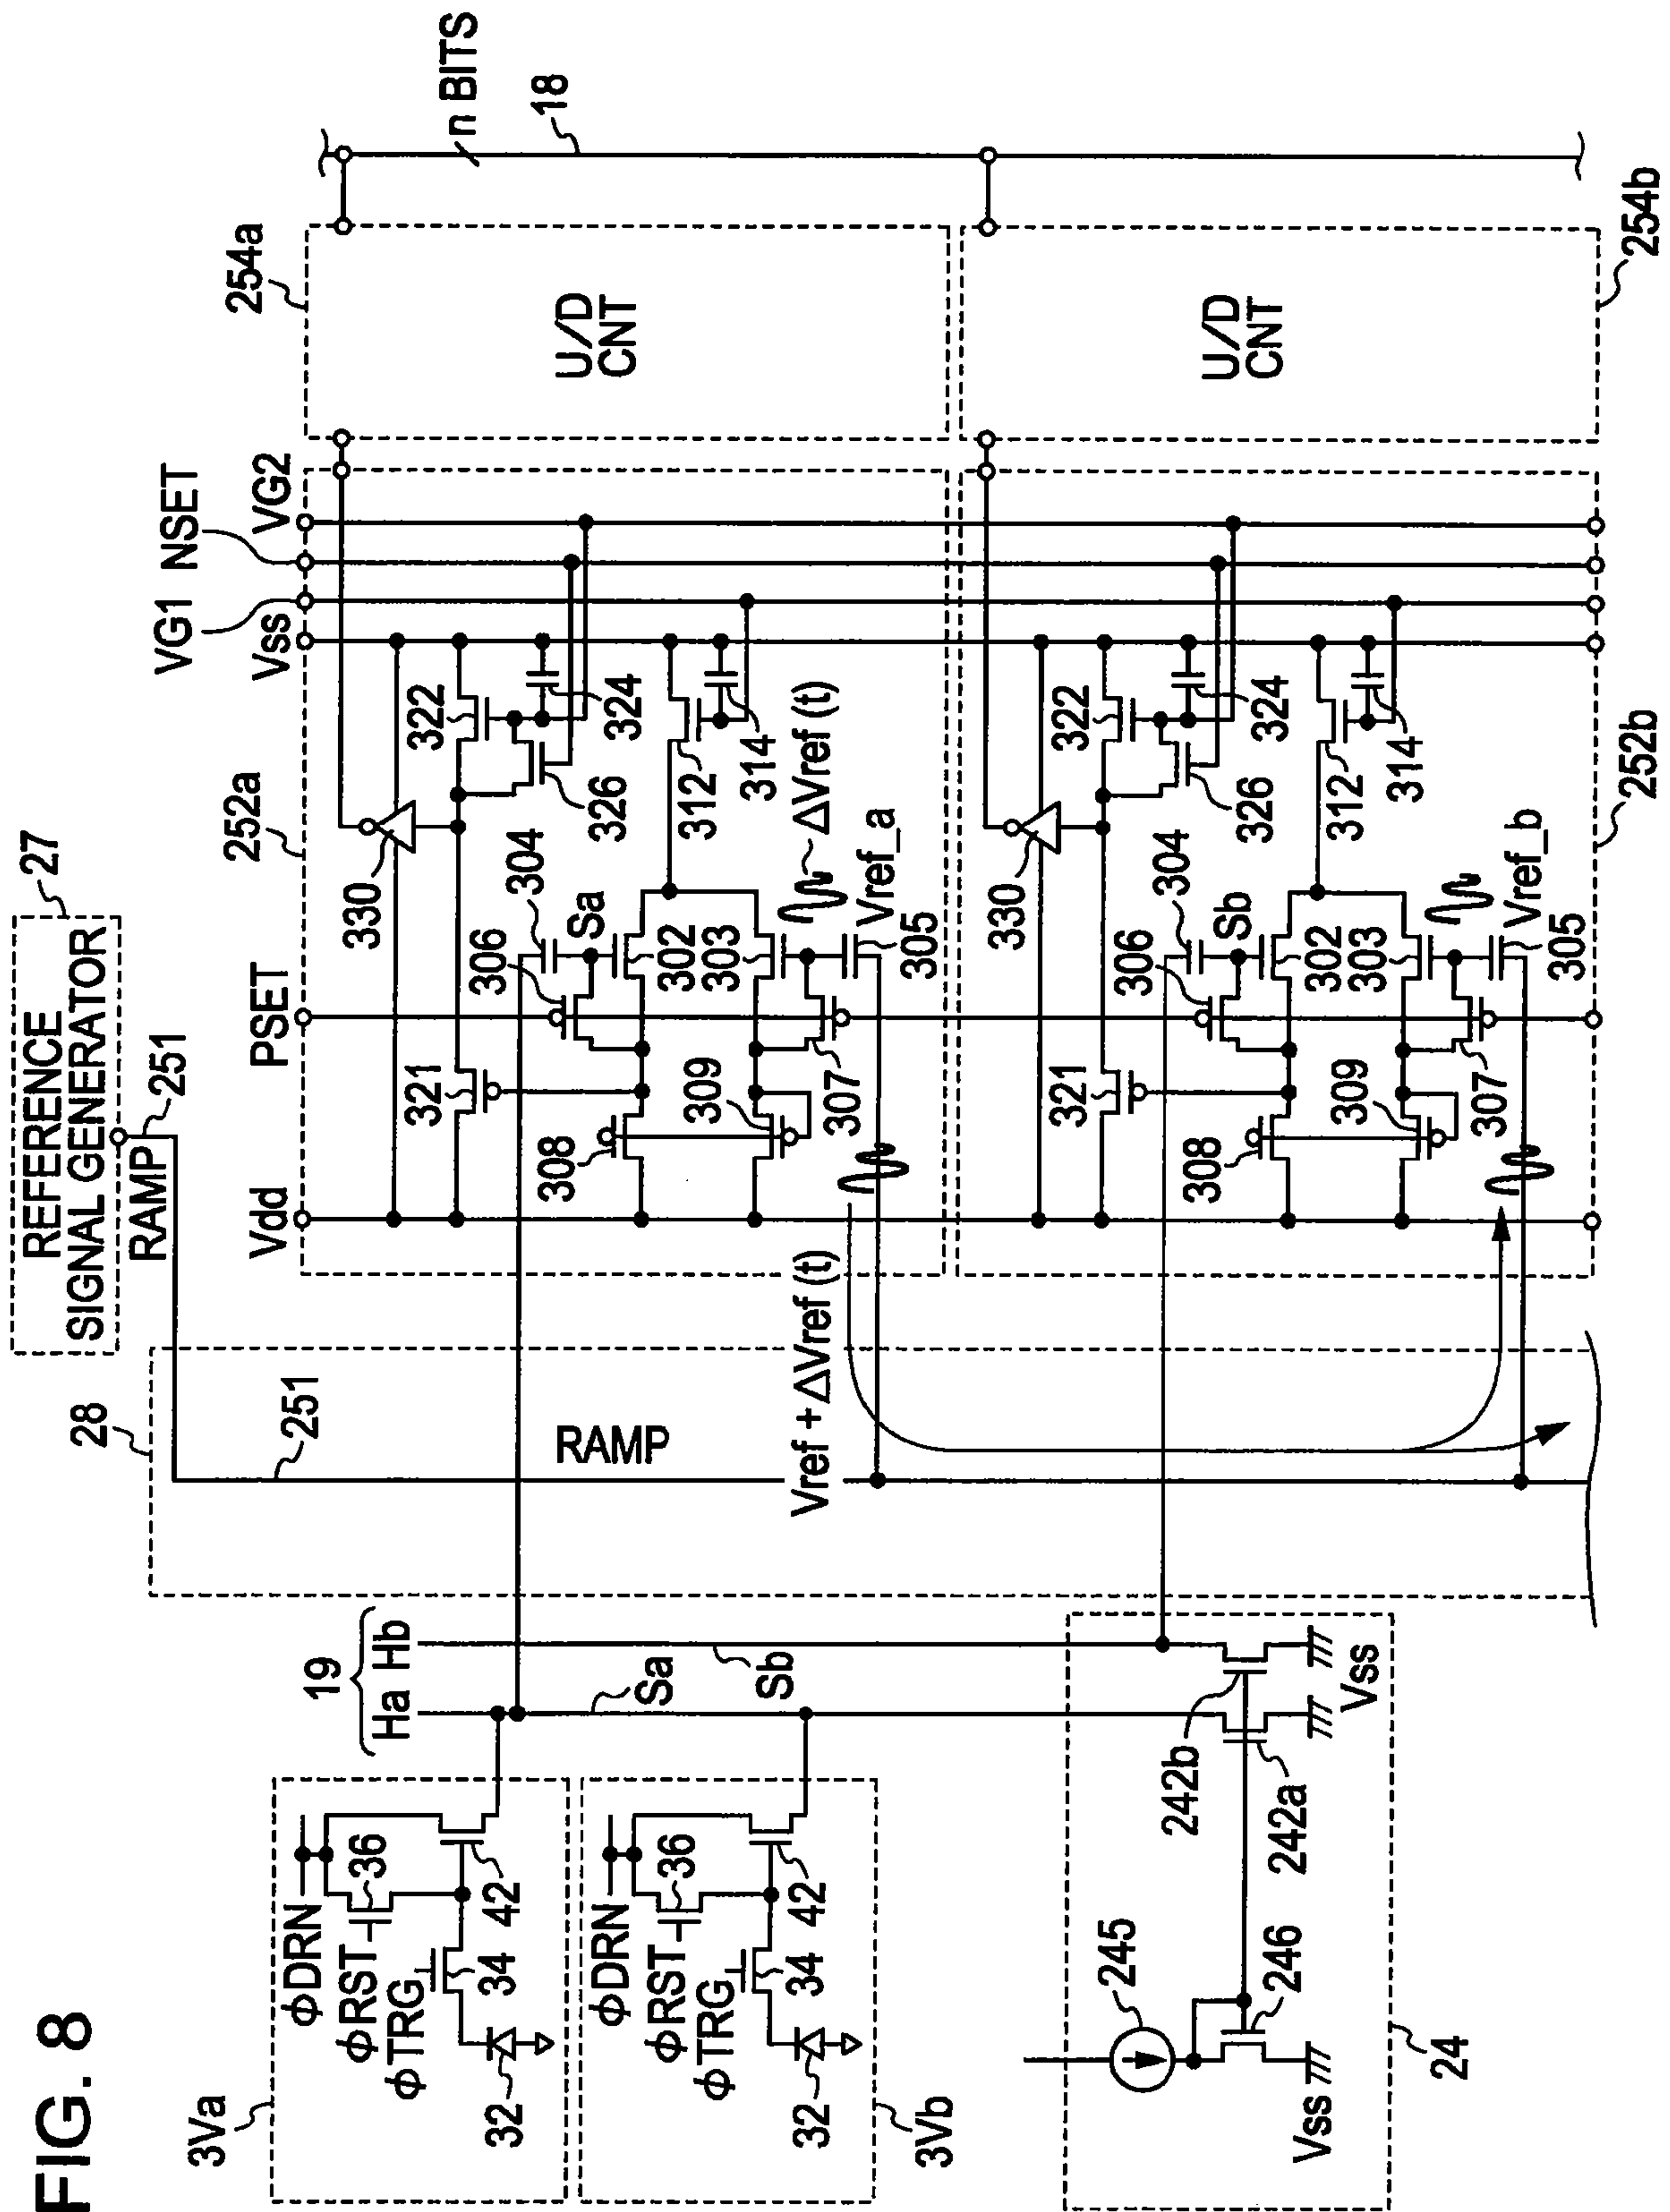 FIG. 8
28
27
REFERENCE
SIGNAL GENERATOR
RAMP
251
251
RAMP
Vdd
PSET
252a
VG1
Vss
NSET
VG2
254a
U/D
CNT
n BITS
18
330
322
324
326
321
304
306
Sa
302
303
308
309
307
305
312
314
ΔVref (t)
Vref_a
Vref + ΔVref (t)
330
322
324
326
321
304
306
Sb
302
303
308
309
307
305
312
314
Vref_b
252b
U/D
CNT
254b
19
Ha
Hb
Sa
Sb
3Va
ΦDRN
ΦRST
ΦTRG
36
34
42
32
3Vb
ΦDRN
ΦRST
ΦTRG
36
34
42
32
245
246
242b
242a
Vss
Vss
24